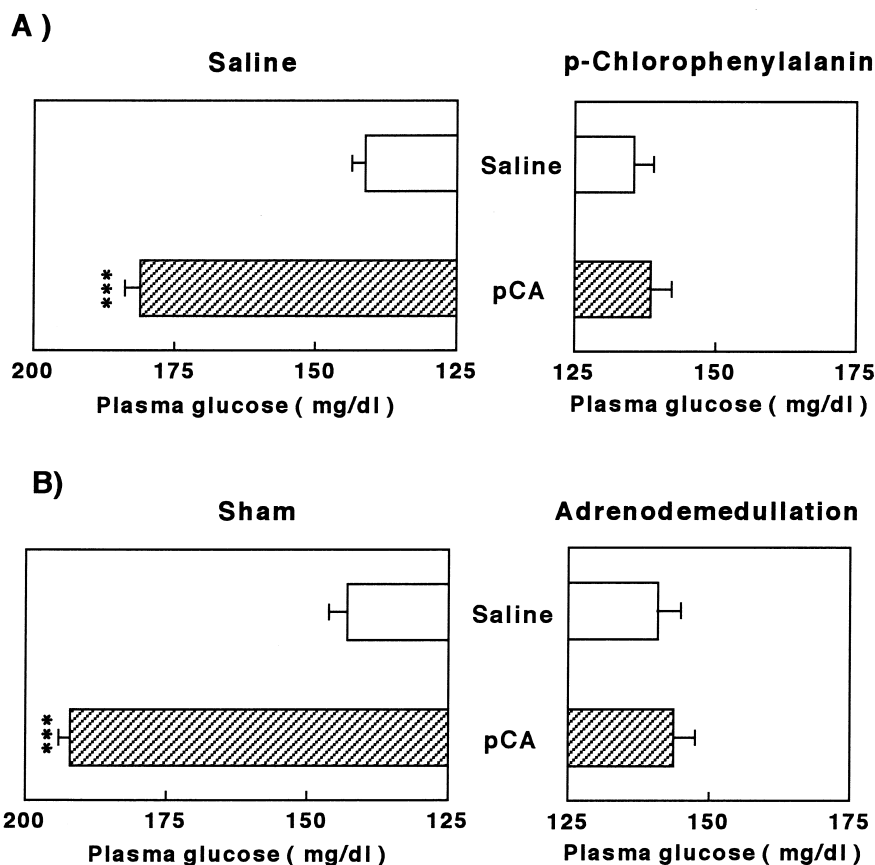 A )
Saline
p-Chlorophenylalanin
Saline
***
pCA
200 175 150 125
125 150 175
Plasma glucose ( mg/dl )
Plasma glucose ( mg/dl )
B)
Sham
Adrenodemedullation
Saline
***
pCA
200 175 150 125
125 150 175
Plasma glucose ( mg/dl )
Plasma glucose ( mg/dl )